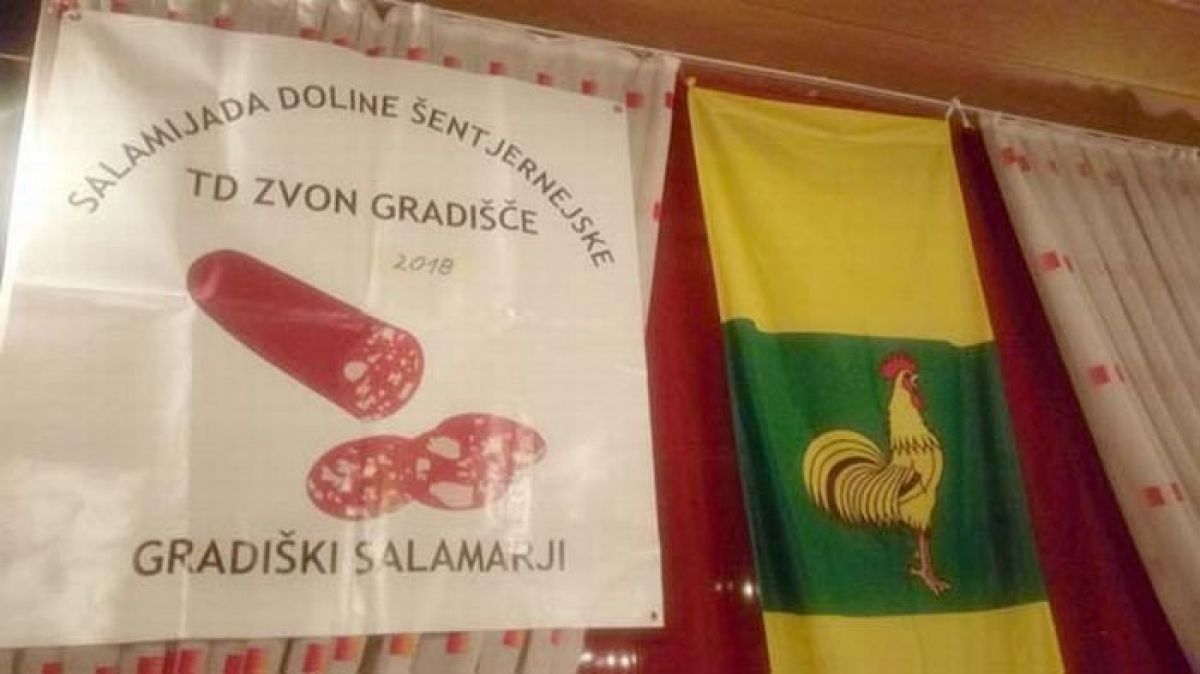 SALAMIJADA DOLINE ŠENTJERNEJSKE
TD ZVON GRADIŠČE
2018
GRADIŠKI SALAMARJI